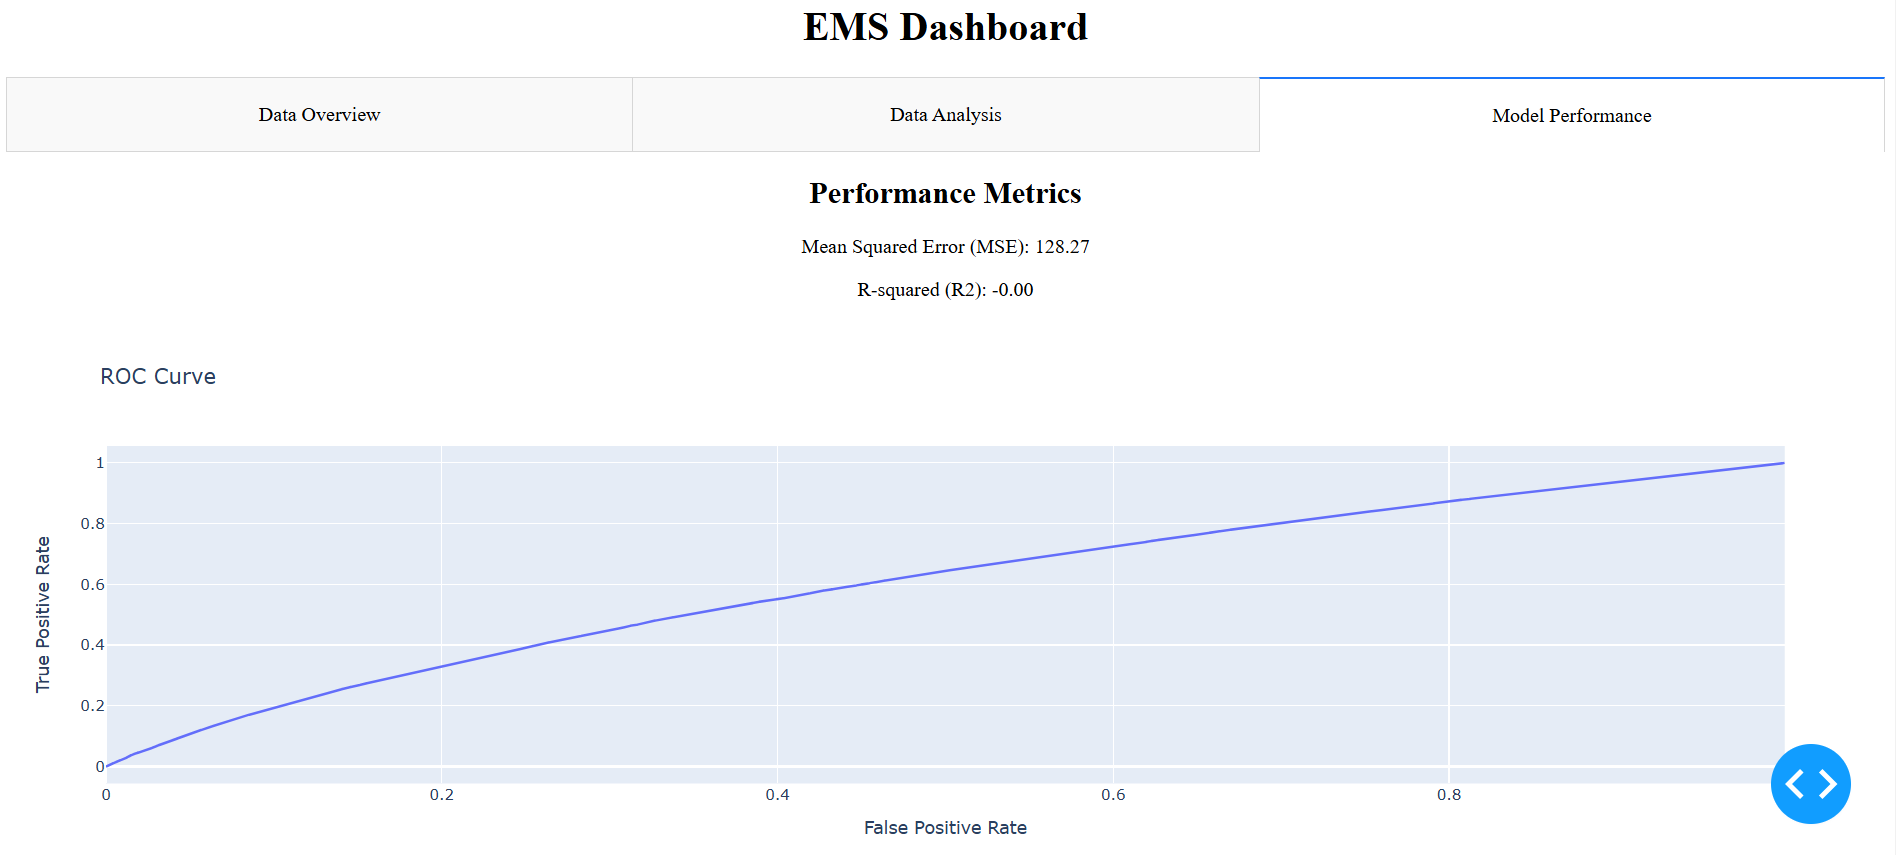 EMS Dashboard
Data Overview
Data Analysis
Model Performance
Performance Metrics
Mean Squared Error (MSE): 128.27
R-squared (R2): -0.00
ROC Curve
1
0.8
0.6
0.4
0.2
0
True Positive Rate
0
0.2
0.4
0.6
0.8
False Positive Rate